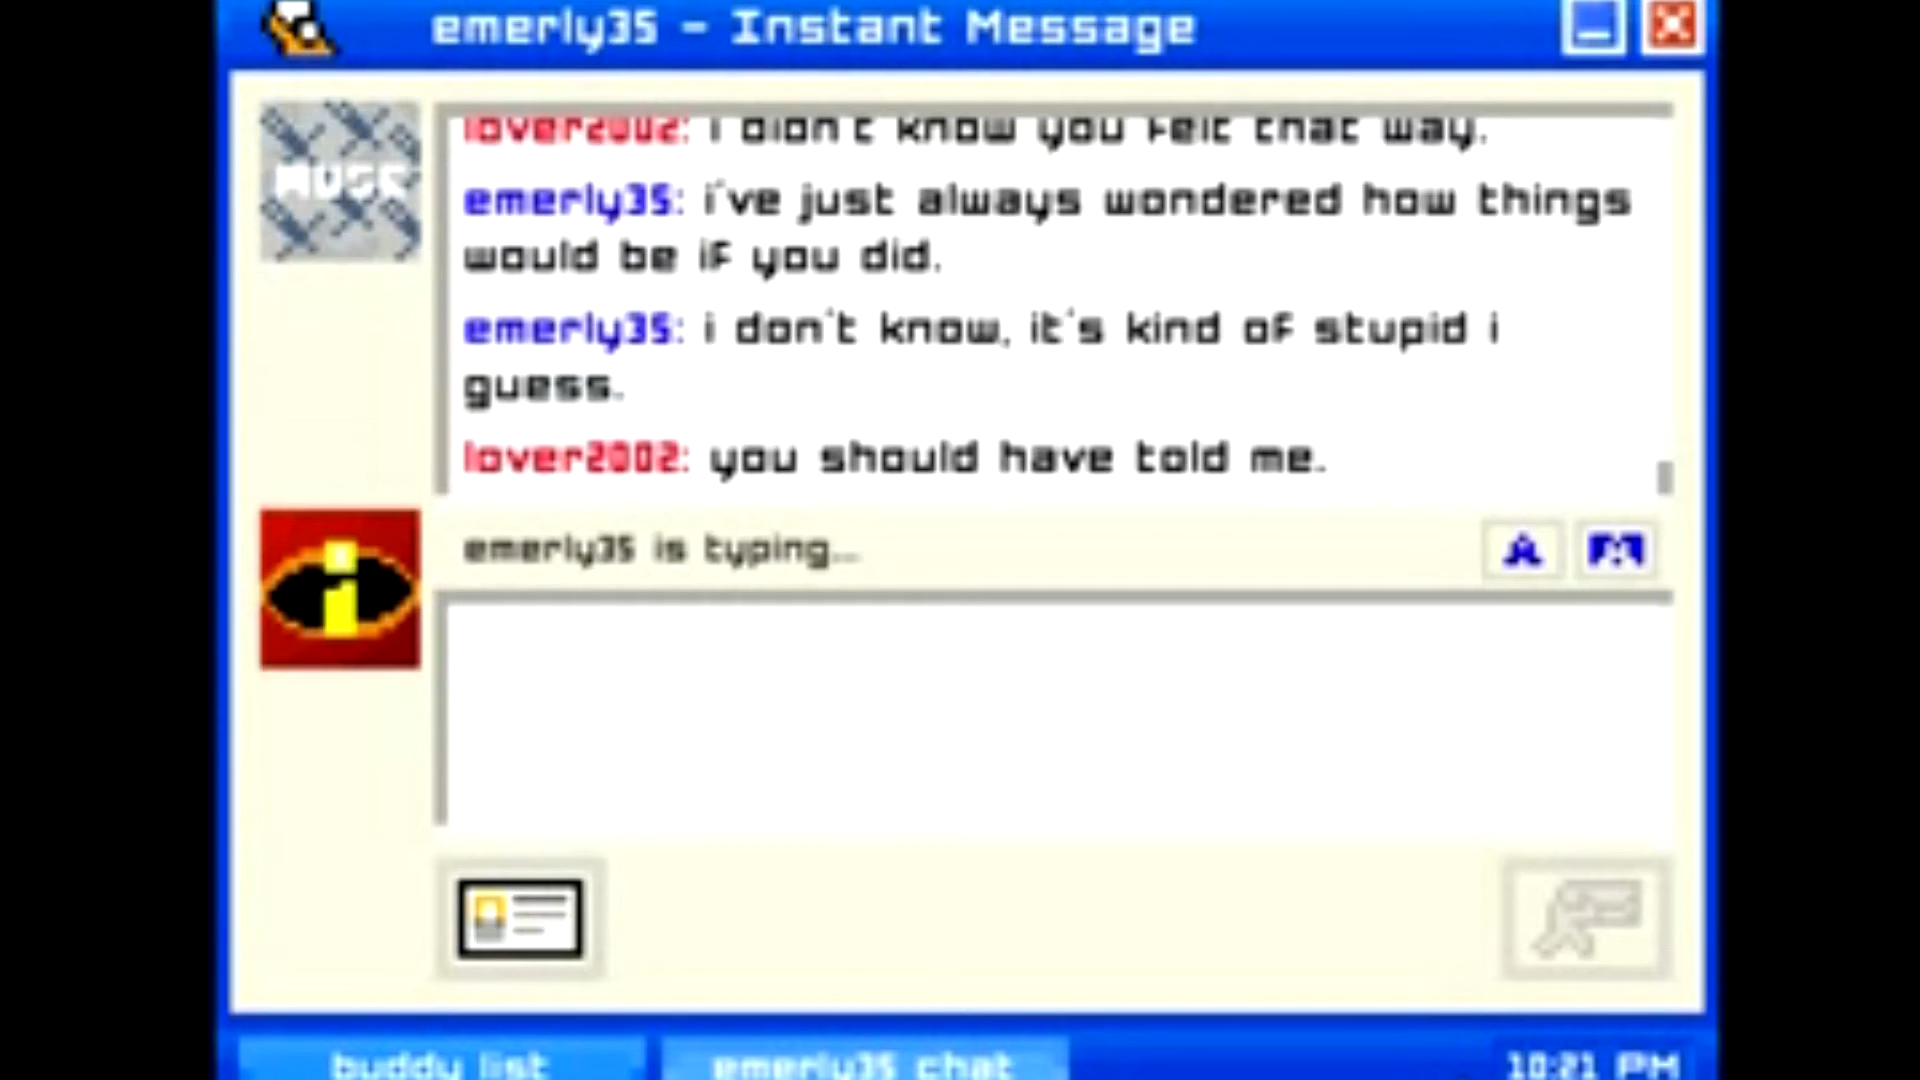 emerly35 - Instant Message
lover2002: i didn't know you felt that way.
emerly35: i've just always wondered how things
would be if you did.
emerly35: i don't know, it's kind of stupid i
guess.
lover2002: you should have told me.
emerly35 is typing...
A
buddy list
emerly35 chat
10:21 PM